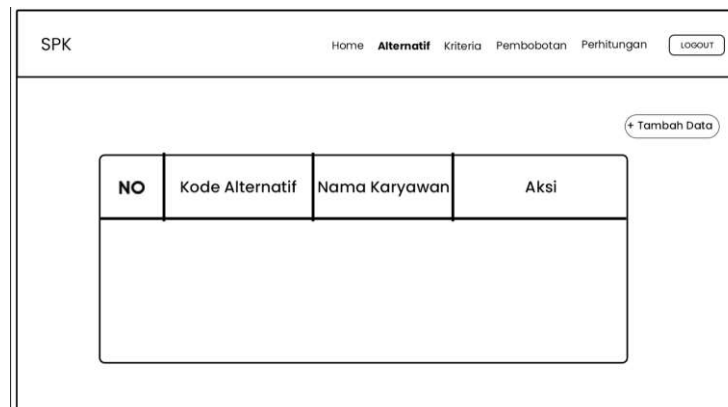 SPK
Home Alternatif Kriteria Pembobotan Perhitungan LOGOUT
+ Tambah Data
NO Kode Alternatif Nama Karyawan Aksi